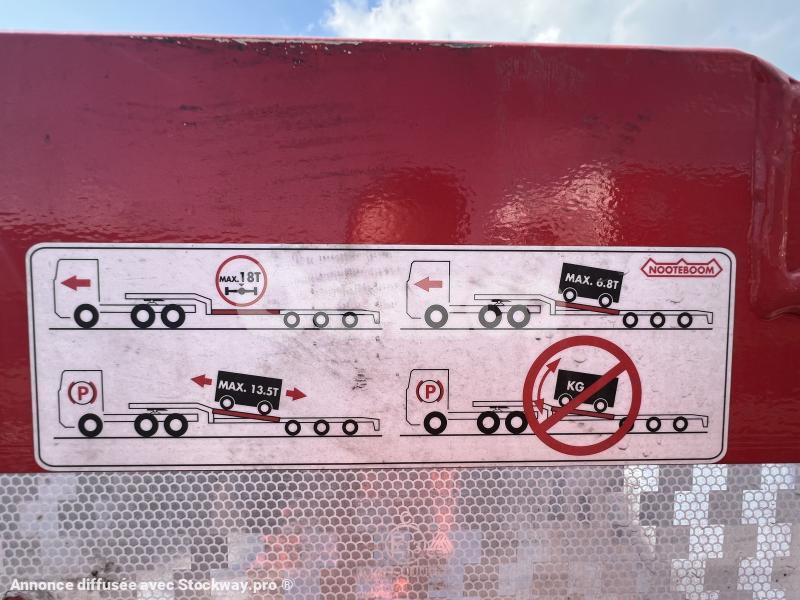 MAX. 18T
MAX. 6.8T
NOOTEBOOM
P
MAX. 13.5T
P
KG
Annonce diffusée avec Stockway.pro ®